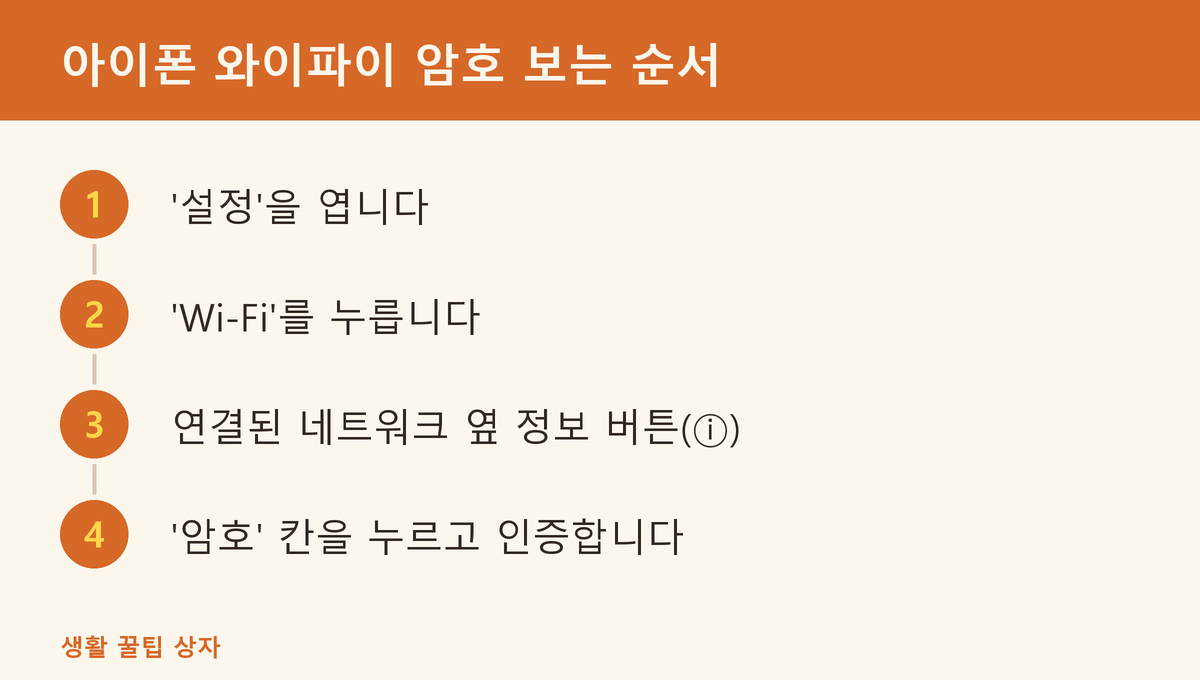 아이폰 와이파이 암호 보는 순서
1 '설정'을 엽니다
2 'Wi-Fi'를 누릅니다
3 연결된 네트워크 옆 정보 버튼(ⓘ)
4 '암호' 칸을 누르고 인증합니다
생활 꿀팁 상자